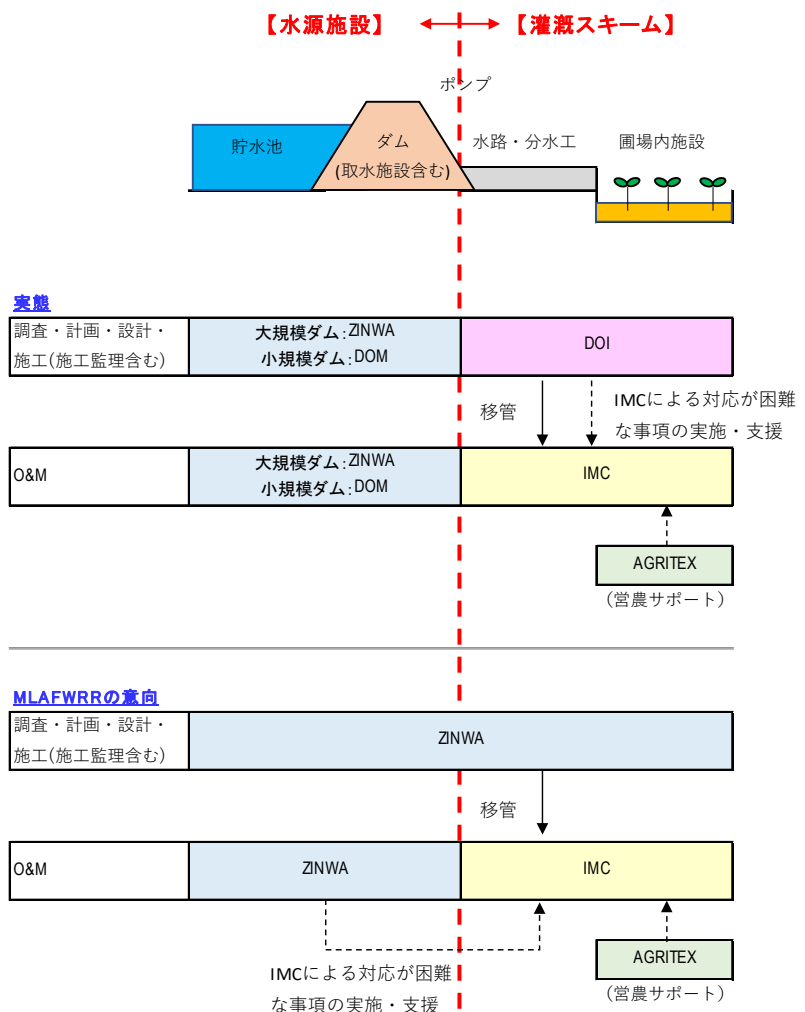 【水源施設】
【灌漑スキーム】
ポンプ
貯水池
ダム
(取水施設含む)
水路・分水工
圃場内施設
実態
調査・計画・設計・
施工(施工監理含む)
大規模ダム:ZINWA
小規模ダム:DOM
DOI
移管
IMCによる対応が困難
な事項の実施・支援
O&M
大規模ダム:ZINWA
小規模ダム:DOM
IMC
AGRITEX
(営農サポート)
MLAFWRRの意向
調査・計画・設計・
施工(施工監理含む)
ZINWA
移管
O&M
ZINWA
IMC
IMCによる対応が困難
な事項の実施・支援
AGRITEX
(営農サポート)